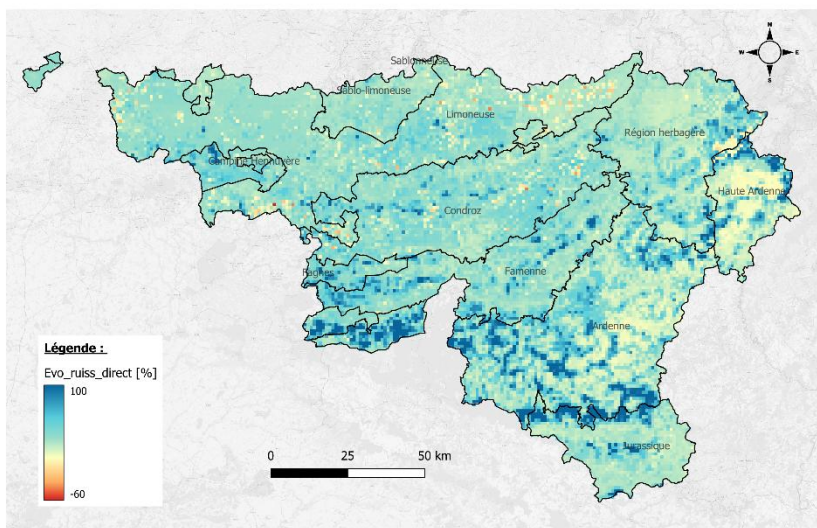 N
W E
S
Sablonneuse
Sablo-limoneuse
Limoneuse
Région herbagère
Campine Hennuyère
Haute Ardenne
Condroz
Fagnes
Famenne
Ardenne
Jurassique
Légende :
Evo_ruiss_direct [%]
100
-60
0 25 50 km